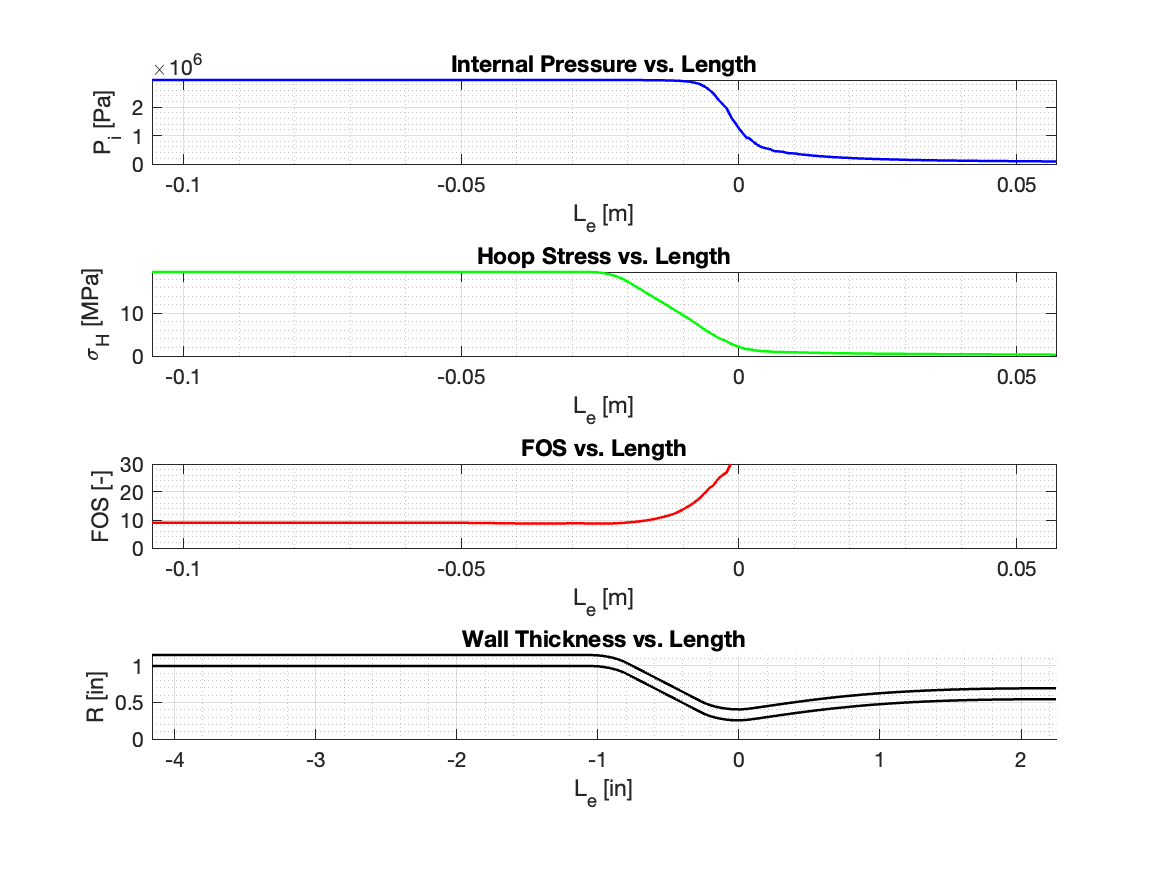 Internal Pressure vs. Length
×10^6
P_i [Pa]
2
1
0
-0.1 -0.05 0 0.05
L_e [m]
Hoop Stress vs. Length
σ_H [MPa]
10
0
-0.1 -0.05 0 0.05
L_e [m]
FOS vs. Length
FOS [-]
30
20
10
0
-0.1 -0.05 0 0.05
L_e [m]
Wall Thickness vs. Length
R [in]
1
0.5
0
-4 -3 -2 -1 0 1 2
L_e [in]